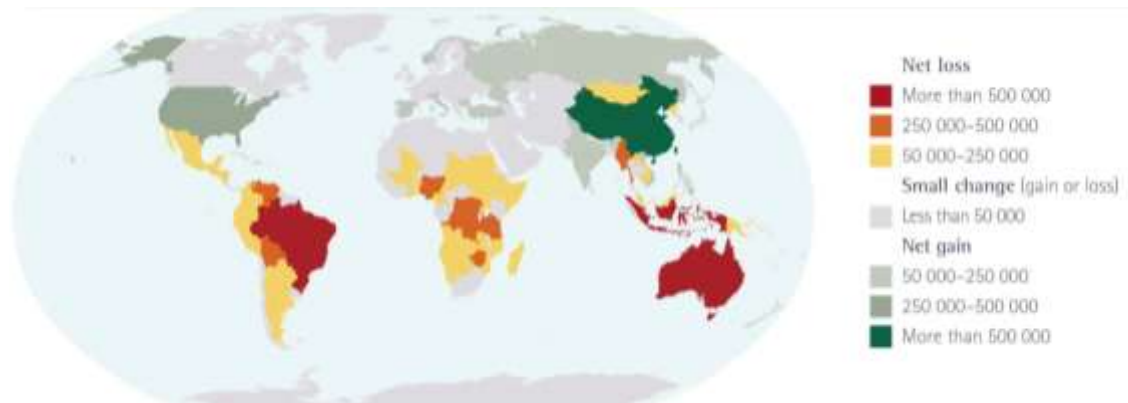 Net loss
More than 500 000
250 000–500 000
50 000–250 000
Small change (gain or loss)
Less than 50 000
Net gain
50 000–250 000
250 000–500 000
More than 500 000